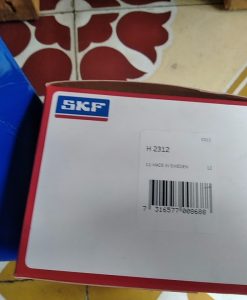 SKF
H 2312
MADE IN SWEDEN
7 316577 009688